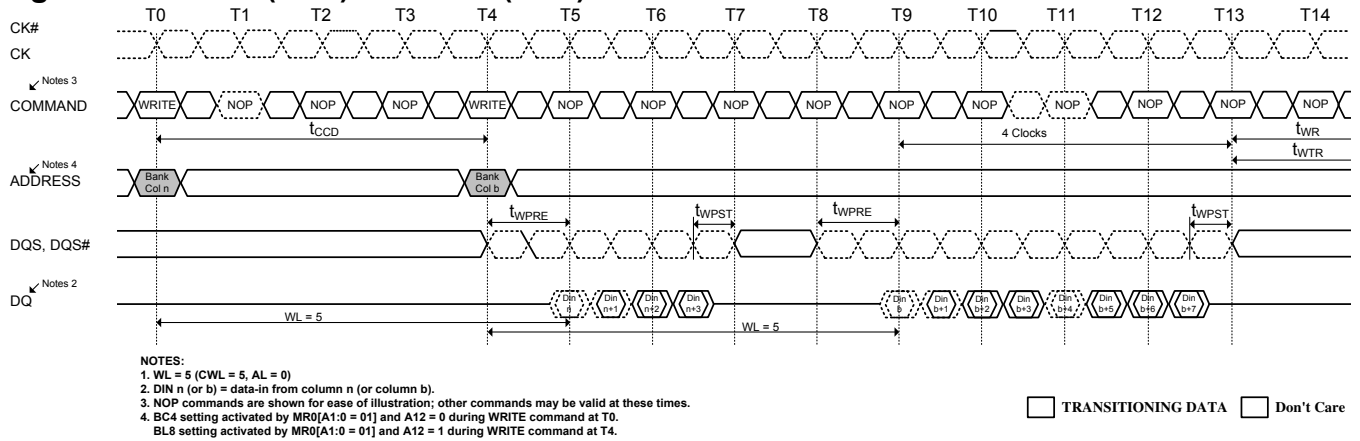 T0 T1 T2 T3 T4 T5 T6 T7 T8 T9 T10 T11 T12 T13 T14
CK#
CK
Notes 3
COMMAND WRITE NOP NOP NOP WRITE NOP NOP NOP NOP NOP NOP NOP NOP NOP NOP
tCCD 4 Clocks tWR
tWTR
Notes 4
ADDRESS Bank Col n Bank Col b
tWPRE tWPST tWPRE tWPST
DQS, DQS#
Notes 2
DQ Din n Din n+1 Din n+2 Din n+3 Din b Din b+1 Din b+2 Din b+3 Din b+4 Din b+5 Din b+6 Din b+7
WL = 5 WL = 5
NOTES:
1. WL = 5 (CWL = 5, AL = 0)
2. DIN n (or b) = data-in from column n (or column b).
3. NOP commands are shown for ease of illustration; other commands may be valid at these times.
4. BC4 setting activated by MR0[A1:0 = 01] and A12 = 0 during WRITE command at T0.
BL8 setting activated by MR0[A1:0 = 01] and A12 = 1 during WRITE command at T4.
TRANSITIONING DATA Don't Care